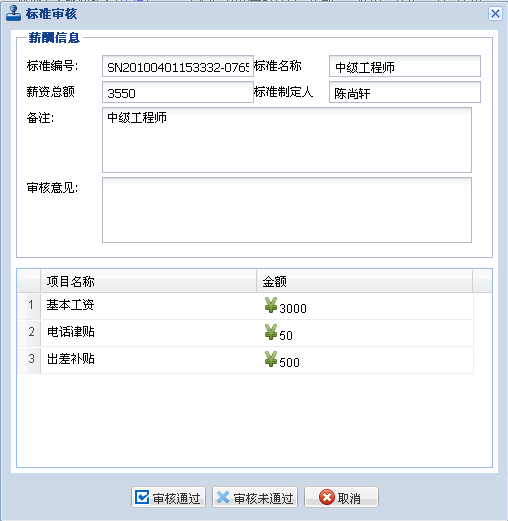 标准审核
薪酬信息
标准编号: SN20100401153332-0765 标准名称 中级工程师
薪资总额 3550 标准制定人 陈尚轩
备注: 中级工程师
审核意见:
项目名称 金额
1 基本工资 ¥3000
2 电话津贴 ¥50
3 出差补贴 ¥500
审核通过 审核未通过 取消